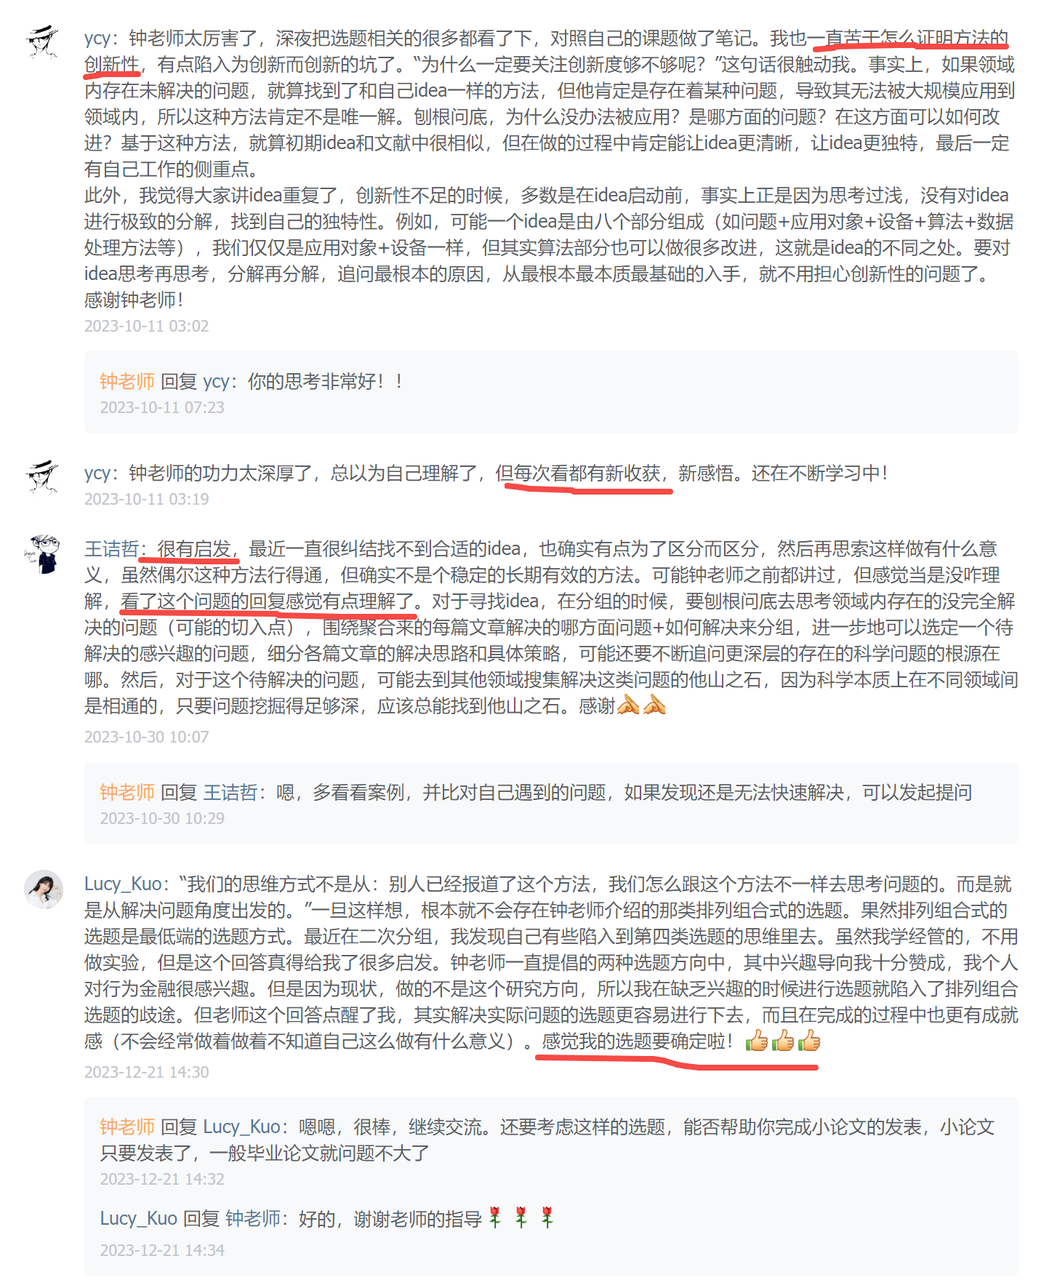 ycy：钟老师太厉害了，深夜把选题相关的很多都看了下，对照自己的课题做了笔记。我也一直苦于怎么证明方法的
创新性，有点陷入为创新而创新的坑了。“为什么一定要关注创新度够不够呢？”这句话很触动我。事实上，如果领域
内存在未解决的问题，就算找到了和自己idea一样的方法，但他肯定是存在着某种问题，导致其无法被大规模应用到
领域内，所以这种方法肯定不是唯一解。刨根问底，为什么没办法被应用？是哪方面的问题？在这方面可以如何改
进？基于这种方法，就算初期idea和文献中很相似，但在做的过程中肯定能让idea更清晰，让idea更独特，最后一定
有自己工作的侧重点。
此外，我觉得大家讲idea重复了，创新性不足的时候，多数是在idea启动前，事实上正是因为思考过浅，没有对idea
进行极致的分解，找到自己的独特性。例如，可能一个idea是由八个部分组成（如问题+应用对象+设备+算法+数据
处理方法等），我们仅仅是应用对象+设备一样，但其实算法部分也可以做很多改进，这就是idea的不同之处。要对
idea思考再思考，分解再分解，追问最根本的原因，从最根本最本质最基础的入手，就不用担心创新性的问题了。
感谢钟老师！
2023-10-11 03:02
钟老师 回复 ycy：你的思考非常好！！
2023-10-11 07:23
ycy：钟老师的功力太深厚了，总以为自己理解了，但每次看都有新收获，新感悟。还在不断学习中！
2023-10-11 03:19
王诘哲：很有启发，最近一直很纠结找不到合适的idea，也确实有点为了区分而区分，然后再思索这样做有什么意
义，虽然偶尔这种方法行得通，但确实不是个稳定的长期有效的方法。可能钟老师之前都讲过，但感觉当是没咋理
解，看了这个问题的回复感觉有点理解了。对于寻找idea，在分组的时候，要刨根问底去思考领域内存在的没完全解
决的问题（可能的切入点），围绕聚合来的每篇文章解决的哪方面问题+如何解决来分组，进一步地可以选定一个待
解决的感兴趣的问题，细分各篇文章的解决思路和具体策略，可能还要不断追问更深层的存在的科学问题的根源在
哪。然后，对于这个待解决的问题，可能去到其他领域搜集解决这类问题的他山之石，因为科学本质上在不同领域间
是相通的，只要问题挖掘得足够深，应该总能找到他山之石。感谢🙏🙏
2023-10-30 10:07
钟老师 回复 王诘哲：嗯，多看看案例，并比对自己遇到的问题，如果发现还是无法快速解决，可以发起提问
2023-10-30 10:29
Lucy_Kuo：“我们的思维方式不是从：别人已经报道了这个方法，我们怎么跟这个方法不一样去思考问题的。而是就
是从解决问题角度出发的。”一旦这样想，根本就不会存在钟老师介绍的那类排列组合式的选题。果然排列组合式的
选题是最低端的选题方式。最近在二次分组，我发现自己有些陷入到第四类选题的思维里去。虽然我学经管的，不用
做实验，但是这个回答真得给我了很多启发。钟老师一直提倡的两种选题方向中，其中兴趣导向我十分赞成，我个人
对行为金融很感兴趣。但是因为现状，做的不是这个研究方向，所以我在缺乏兴趣的时候进行选题就陷入了排列组合
选题的歧途。但老师这个回答点醒了我，其实解决实际问题的选题更容易进行下去，而且在完成的过程中也更有成就
感（不会经常做着做着不知道自己这么做有什么意义）。感觉我的选题要确定啦！👍👍👍
2023-12-21 14:30
钟老师 回复 Lucy_Kuo：嗯嗯，很棒，继续交流。还要考虑这样的选题，能否帮助你完成小论文的发表，小论文
只要发表了，一般毕业论文就问题不大了
2023-12-21 14:32
Lucy_Kuo 回复 钟老师：好的，谢谢老师的指导🌹🌹🌹
2023-12-21 14:34